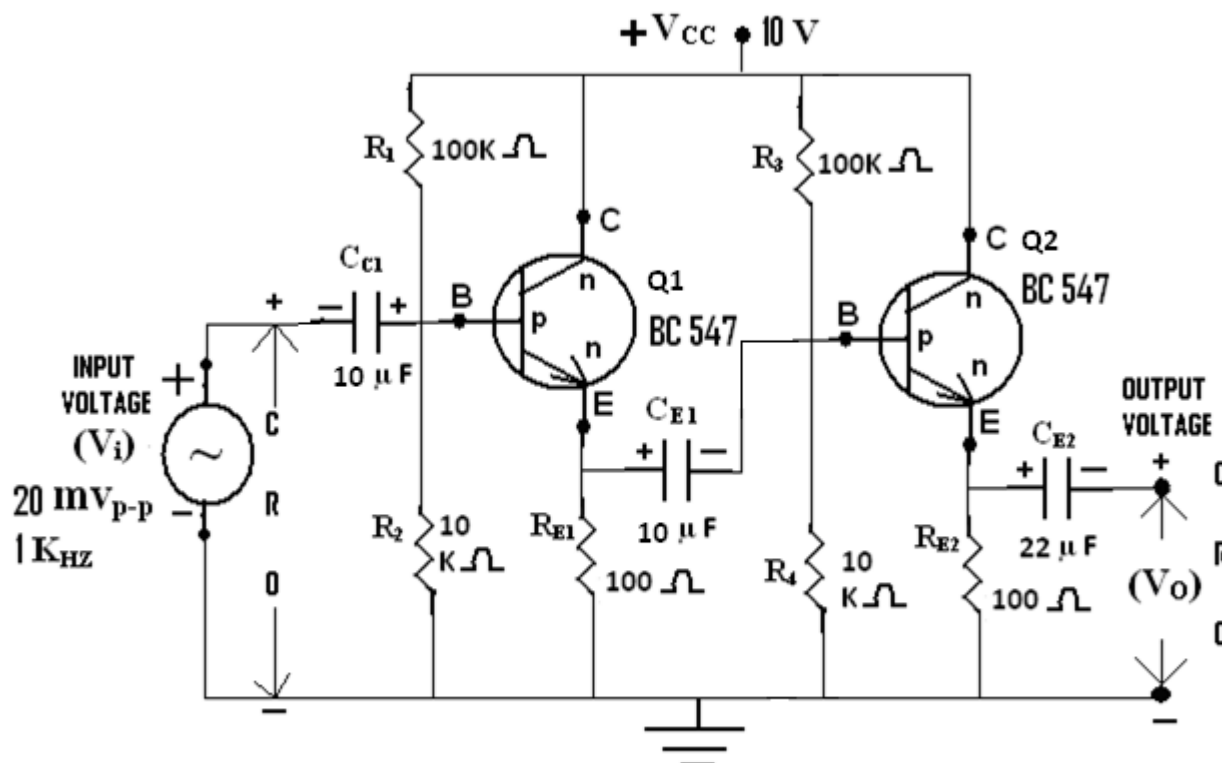 + VCC 10 V
R1
100K Ω
R3
100K Ω
C
C Q2
BC 547
CC1
n
Q1
n
+ − +
B
p
BC 547
B
p
n
n
INPUT
VOLTAGE
+
(Vi)
20 mvp-p
−
1 KHZ
10 μ F
E
CE1
E
CE2
OUTPUT
VOLTAGE
C
R
O
+ −
+ −
+
R2
10
K Ω
RE1
100 Ω
10 μ F
R4
10
K Ω
RE2
100 Ω
22 μ F
(VO)
−
−